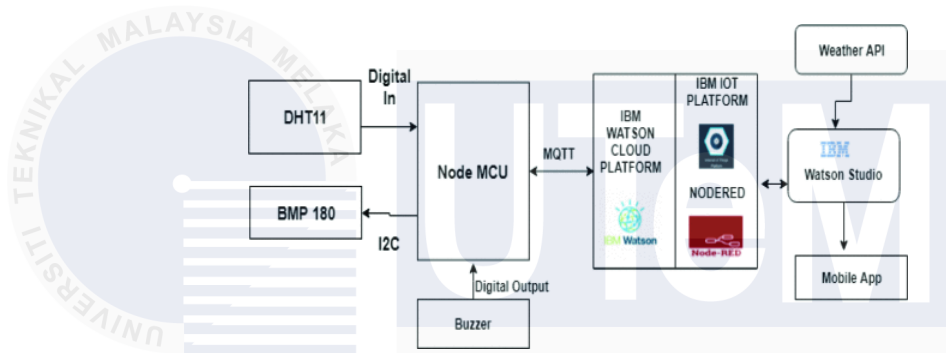 UNIVERSITI TEKNIKAL MALAYSIA MELAKA
UTeM
DHT11
Digital
In
BMP 180
I2C
Node MCU
Digital Output
Buzzer
MQTT
IBM
WATSON
CLOUD
PLATFORM
IBM Watson
IBM IOT
PLATFORM
NODERED
Node-RED
Weather API
IBM
Watson Studio
Mobile App